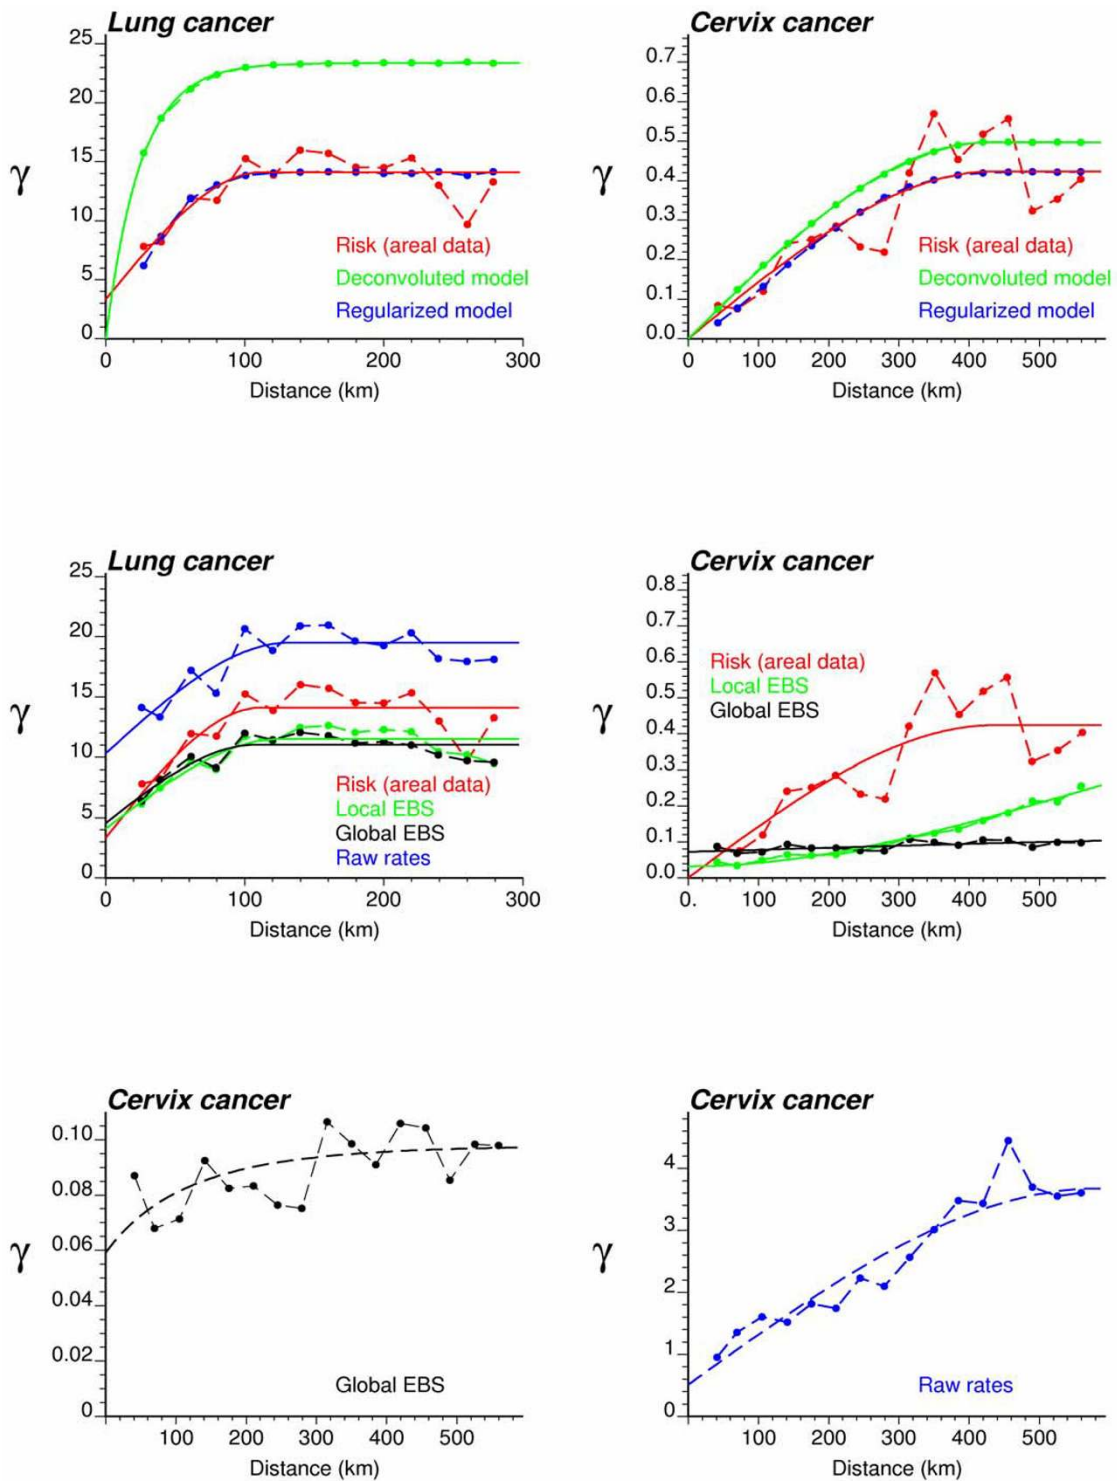 Lung cancer
25
20
15
10
5
0
γ
Risk (areal data)
Deconvoluted model
Regularized model
0 100 200 300
Distance (km)
Cervix cancer
0.7
0.6
0.5
0.4
0.3
0.2
0.1
0.0
γ
Risk (areal data)
Deconvoluted model
Regularized model
0 100 200 300 400 500
Distance (km)
Lung cancer
25
20
15
10
5
0
γ
Risk (areal data)
Local EBS
Global EBS
Raw rates
0 100 200 300
Distance (km)
Cervix cancer
0.8
0.7
0.6
0.5
0.4
0.3
0.2
0.1
0.0
γ
Risk (areal data)
Local EBS
Global EBS
0. 100 200 300 400 500
Distance (km)
Cervix cancer
0.10
0.08
0.06
0.04
0.02
0
γ
Global EBS
100 200 300 400 500
Distance (km)
Cervix cancer
4
3
2
1
0
γ
Raw rates
100 200 300 400 500
Distance (km)